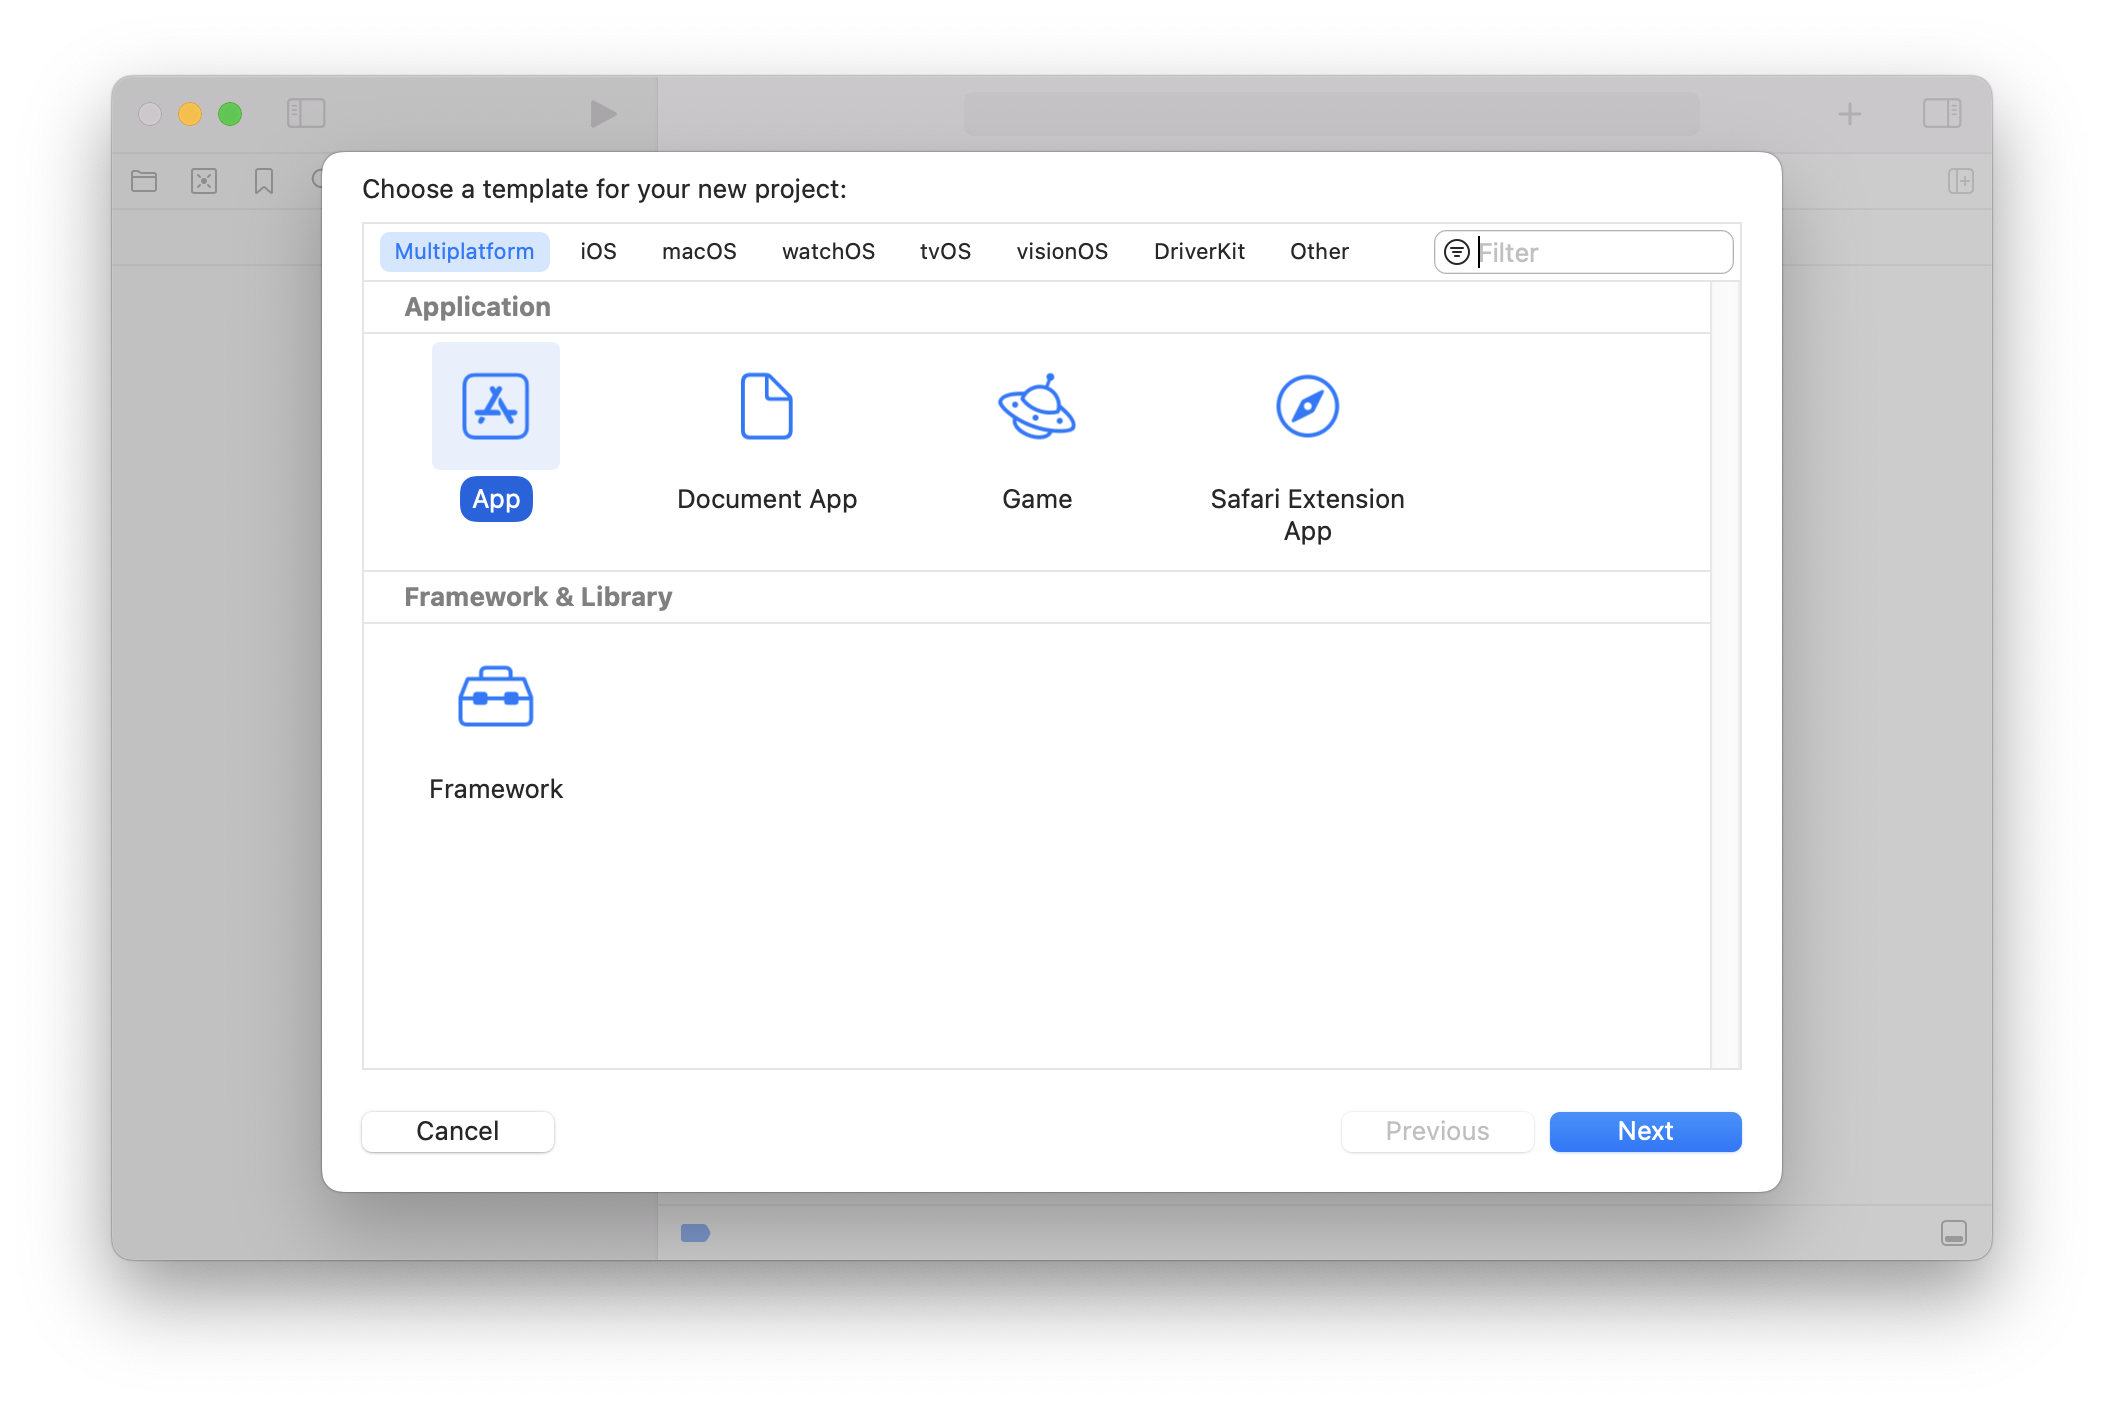 Choose a template for your new project:
Multiplatform iOS macOS watchOS tvOS visionOS DriverKit Other Filter
Application
App Document App Game Safari Extension
App
Framework & Library
Framework
Cancel Previous Next